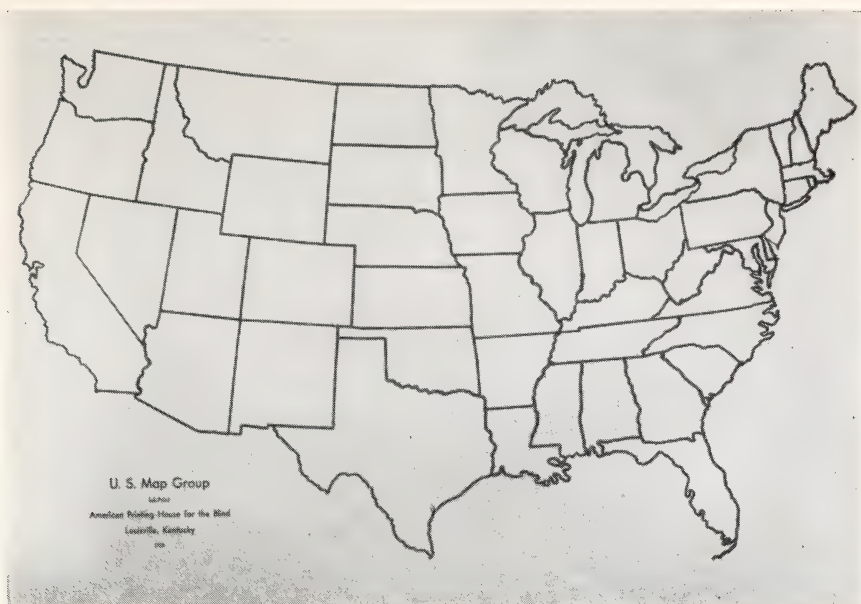 U. S. Map Group
American Printing House for the Blind
Louisville, Kentucky